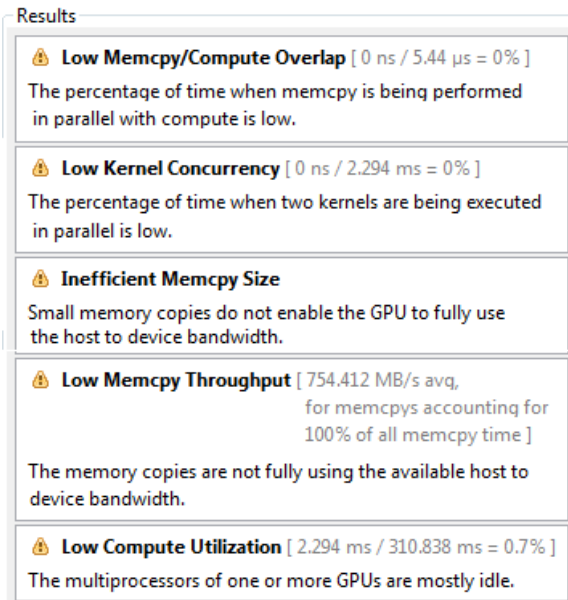 Results
Low Memcpy/Compute Overlap [ 0 ns / 5.44 µs = 0% ]
The percentage of time when memcpy is being performed
in parallel with compute is low.
Low Kernel Concurrency [ 0 ns / 2.294 ms = 0% ]
The percentage of time when two kernels are being executed
in parallel is low.
Inefficient Memcpy Size
Small memory copies do not enable the GPU to fully use
the host to device bandwidth.
Low Memcpy Throughput [ 754.412 MB/s avg,
for memcpys accounting for
100% of all memcpy time ]
The memory copies are not fully using the available host to
device bandwidth.
Low Compute Utilization [ 2.294 ms / 310.838 ms = 0.7% ]
The multiprocessors of one or more GPUs are mostly idle.